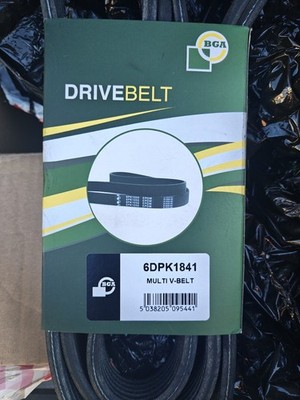 BGA
DRIVEBELT
6DPK1841
MULTI V-BELT
BGA
5 038205 095441